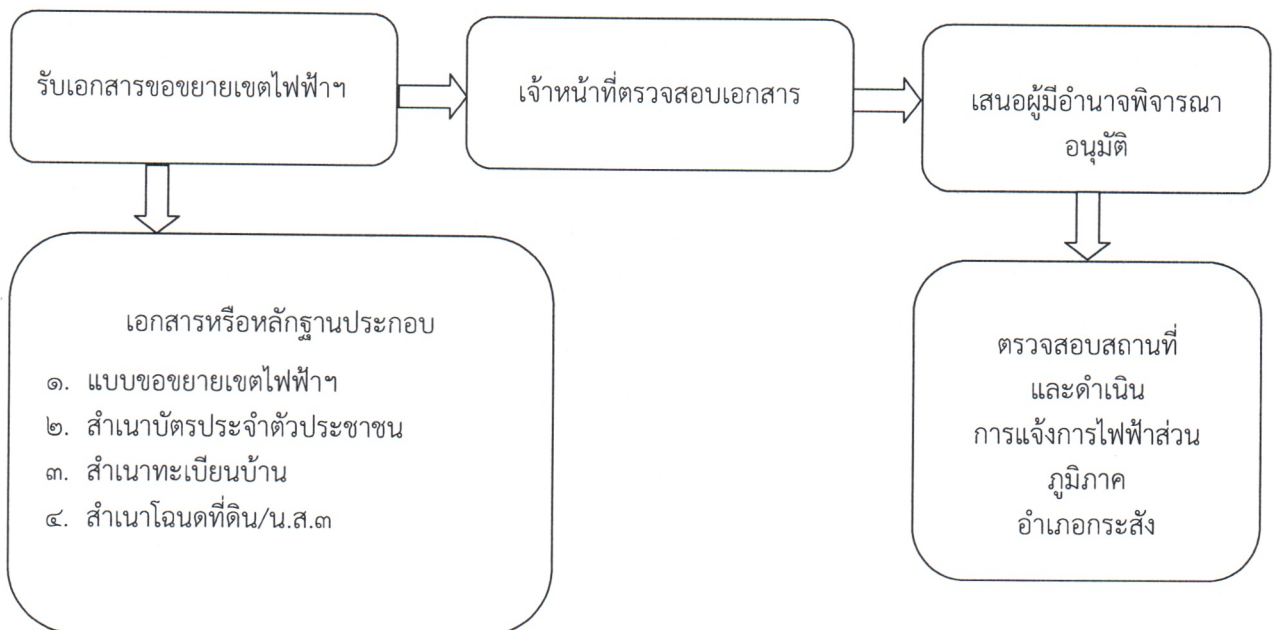 รับเอกสารขอขยายเขตไฟฟ้าฯ
เจ้าหน้าที่ตรวจสอบเอกสาร
เสนอผู้มีอำนาจพิจารณา
อนุมัติ
เอกสารหรือหลักฐานประกอบ
๑. แบบขอขยายเขตไฟฟ้าฯ
๒. สำเนาบัตรประจำตัวประชาชน
๓. สำเนาทะเบียนบ้าน
๔. สำเนาโฉนดที่ดิน/น.ส.๓
ตรวจสอบสถานที่
และดำเนิน
การแจ้งการไฟฟ้าส่วน
ภูมิภาค
อำเภอกระสัง